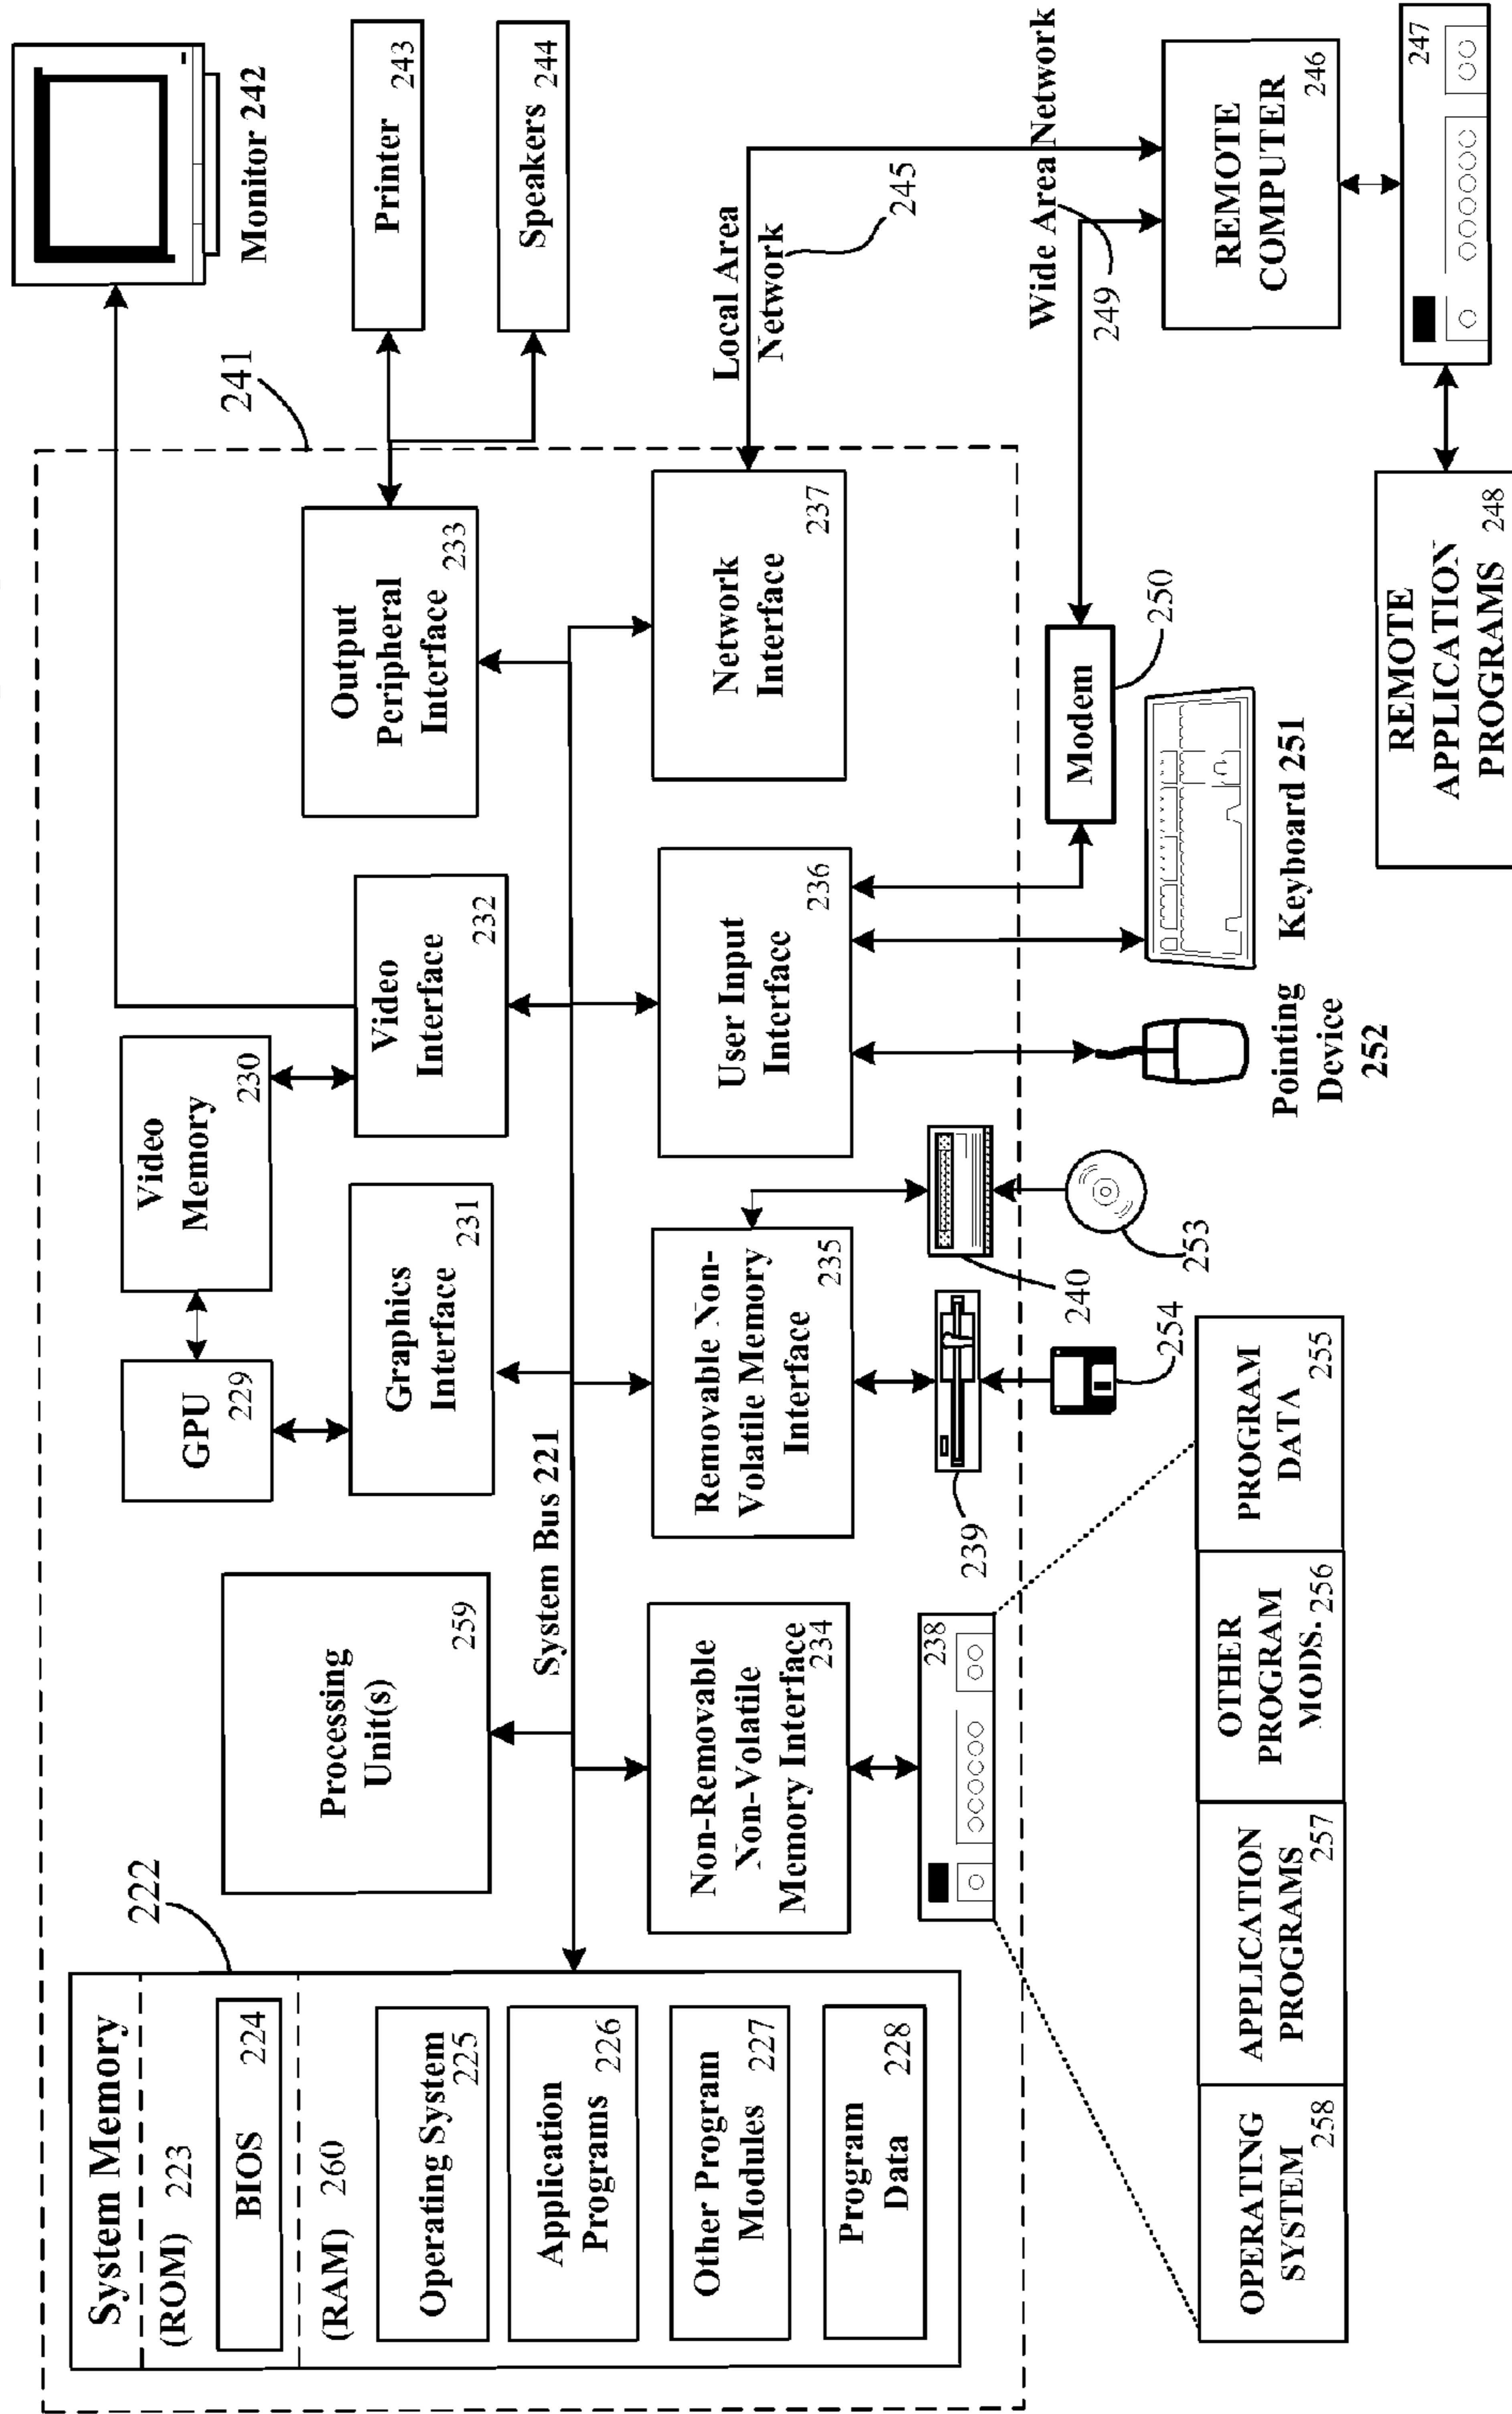 System Memory
(ROM) 223
BIOS
224
(RAM) 260
Operating System
225
Application
Programs 226
Other Program
Modules 227
Program
Data
228
222
Processing
Unit(s)
259
System Bus 221
GPU
229
Video
Memory
230
Graphics
Interface
231
Video
Interface
232
Output
Peripheral
Interface
233
241
Monitor 242
Printer
243
Speakers
244
Non-Removable
Non-Volatile
Memory Interface
234
Removable Non-
Volatile Memory
Interface
235
User Input
Interface
236
Network
Interface
237
Local Area
Network
245
Wide Area Network
249
238
239
240
254
253
Pointing
Device
252
Keyboard 251
Modem
250
REMOTE
COMPUTER
246
247
REMOTE
APPLICATION
PROGRAMS 248
OPERATING
SYSTEM
258
APPLICATION
PROGRAMS
257
OTHER
PROGRAM
MODS. 256
PROGRAM
DATA
255